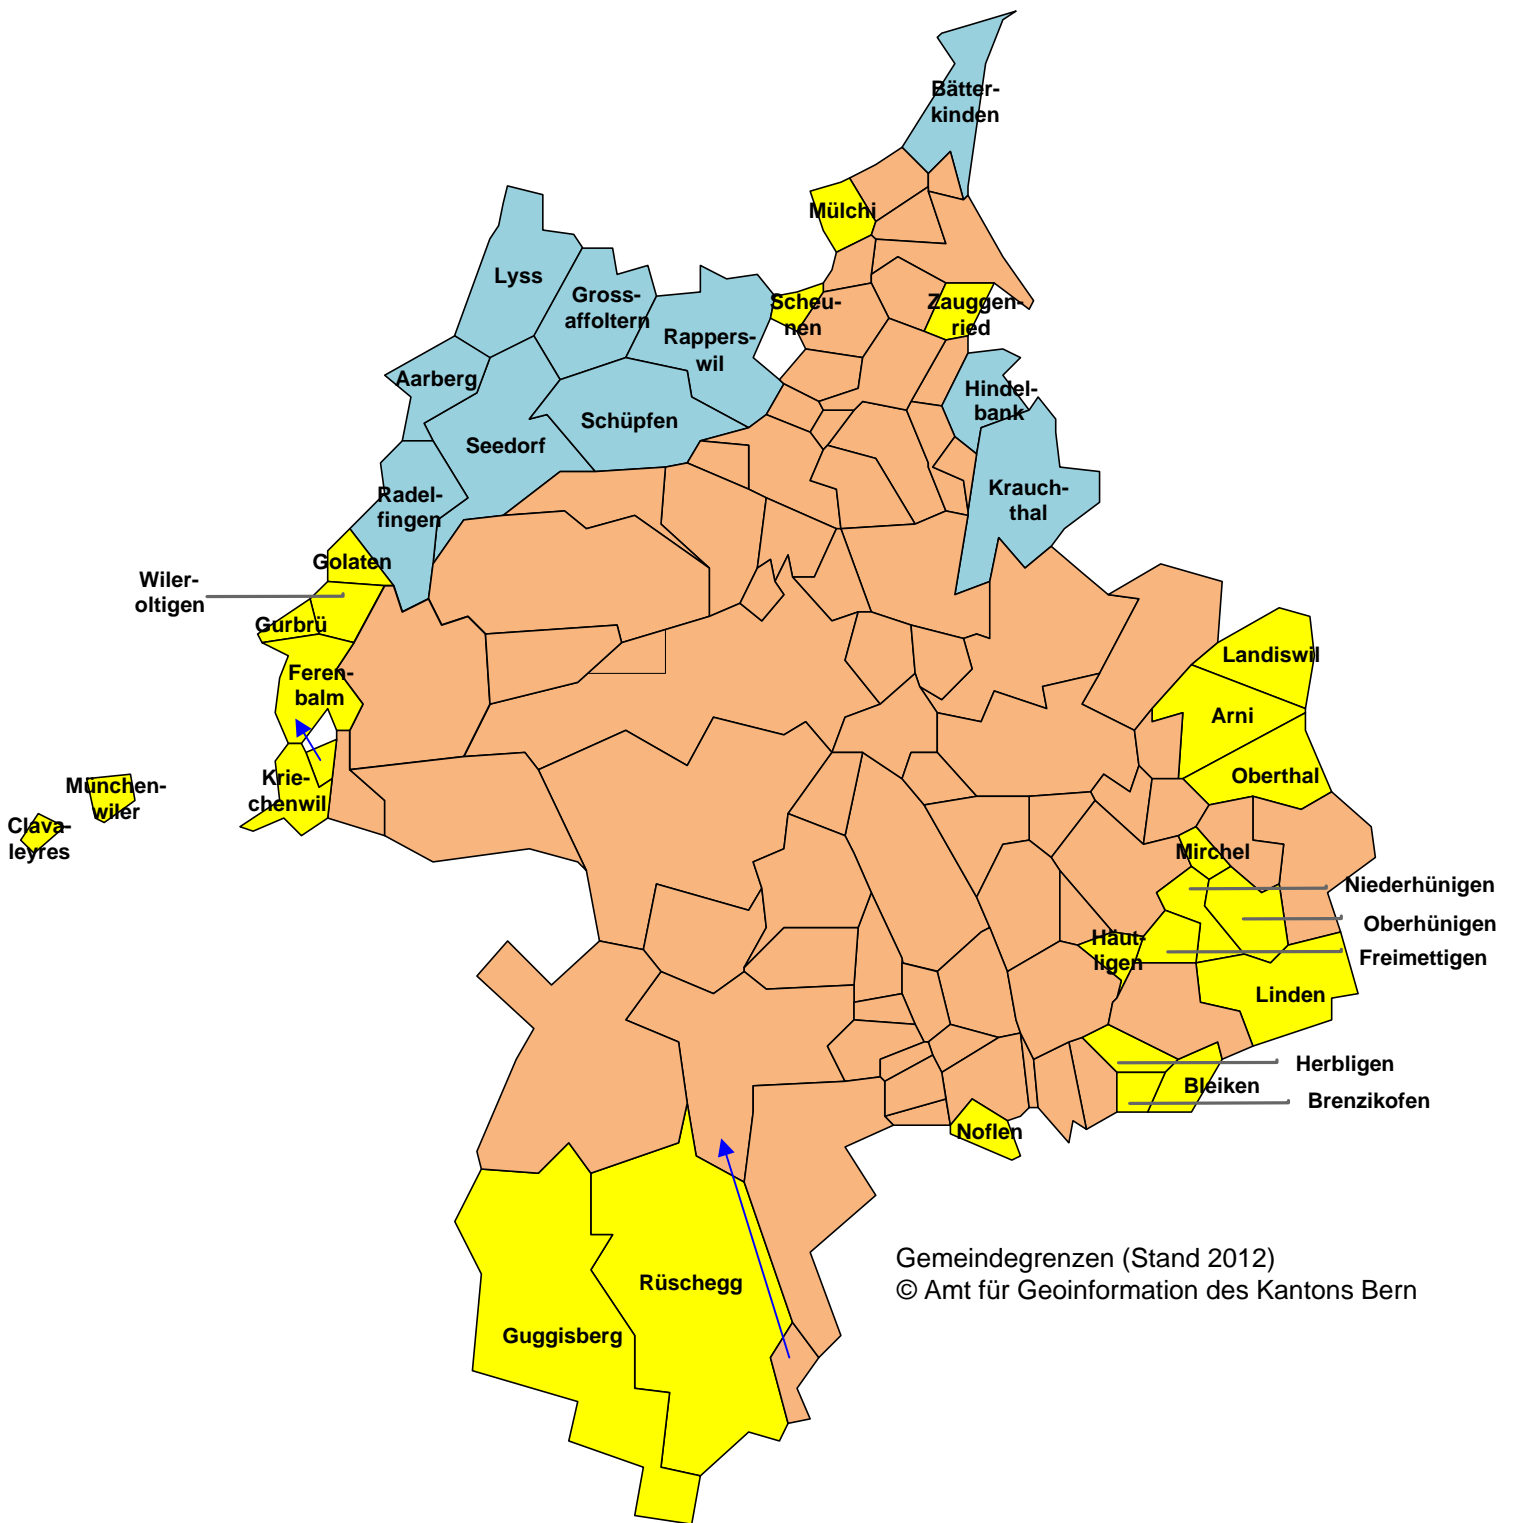 Bätter-
kinden
Mülchi
Lyss
Gross-
affoltern
Scheu-
nen
Zauggen-
ried
Rappers-
wil
Aarberg
Hindel-
bank
Schüpfen
Seedorf
Radel-
fingen
Krauch-
thal
Golaten
Wiler-
oltigen
Gurbrü
Landiswil
Feren-
balm
Arni
Oberthal
München-
wiler
Krie-
chenwil
Clava-
leyres
Mirchel
Niederhünigen
Oberhünigen
Häut-
ligen
Freimettigen
Linden
Herbligen
Bleiken
Brenzikofen
Noflen
Gemeindegrenzen (Stand 2012)
© Amt für Geoinformation des Kantons Bern
Rüschegg
Guggisberg